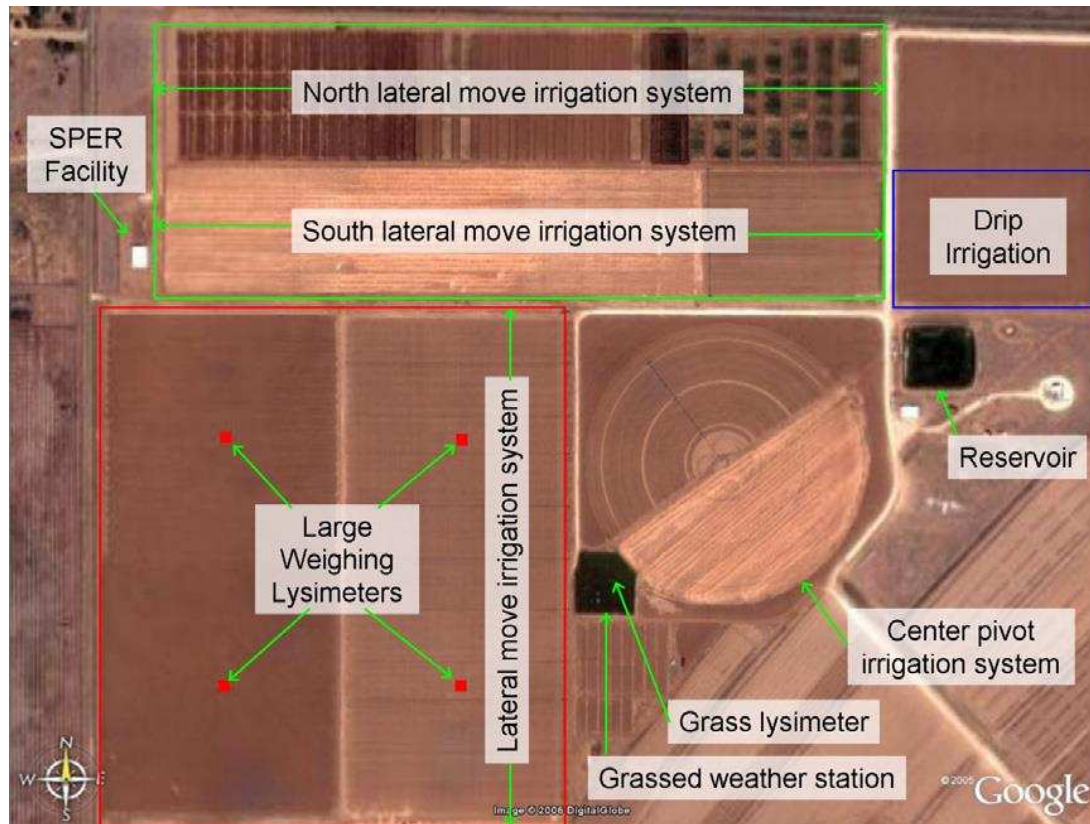 North lateral move irrigation system
SPER
Facility
South lateral move irrigation system
Drip
Irrigation
Lateral move irrigation system
Reservoir
Large
Weighing
Lysimeters
Center pivot
irrigation system
Grass lysimeter
Grassed weather station
N
W E
S
Image © 2006 DigitalGlobe
© 2005 Google